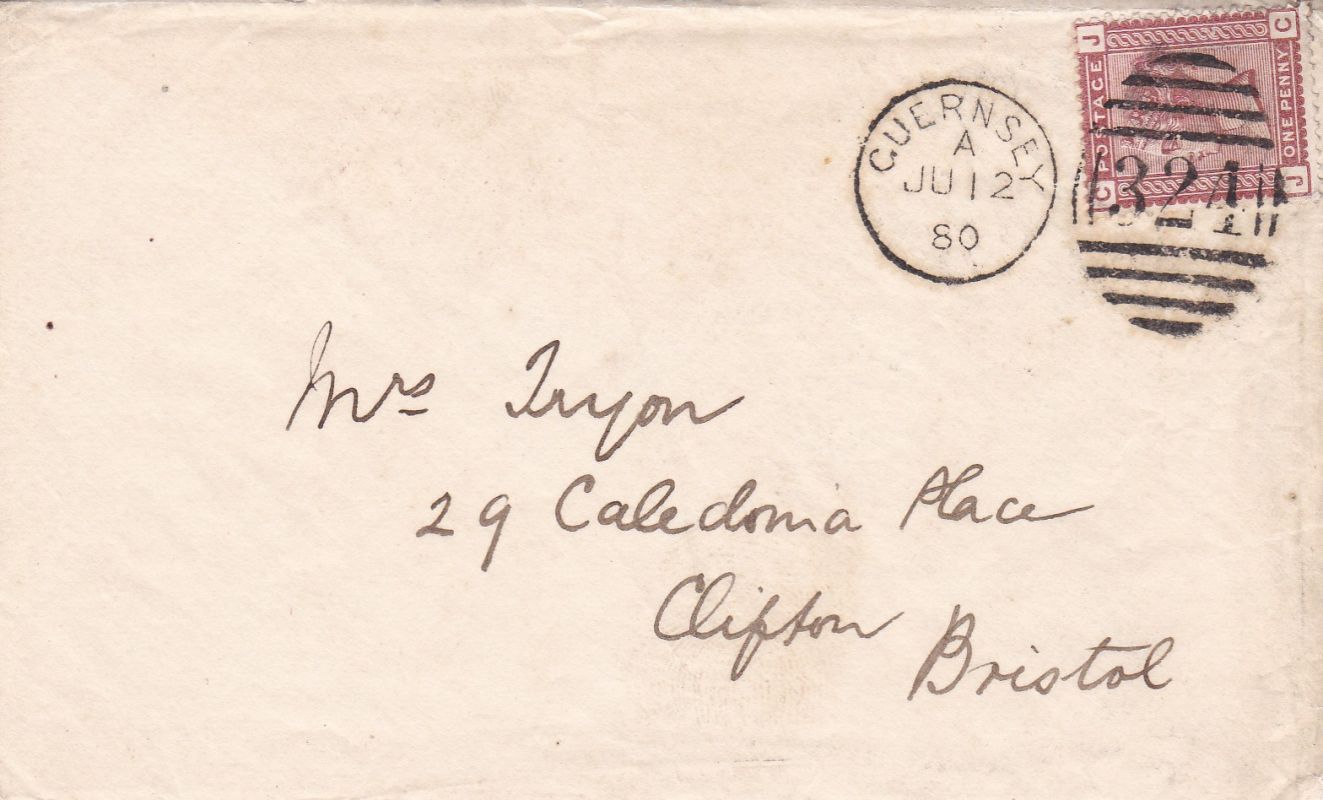 GUERNSEY
A
JU 12
80
324
J C
POSTAGE
ONE PENNY
C J
Mrs Tryon
29 Caledonia Place
Clifton
Bristol